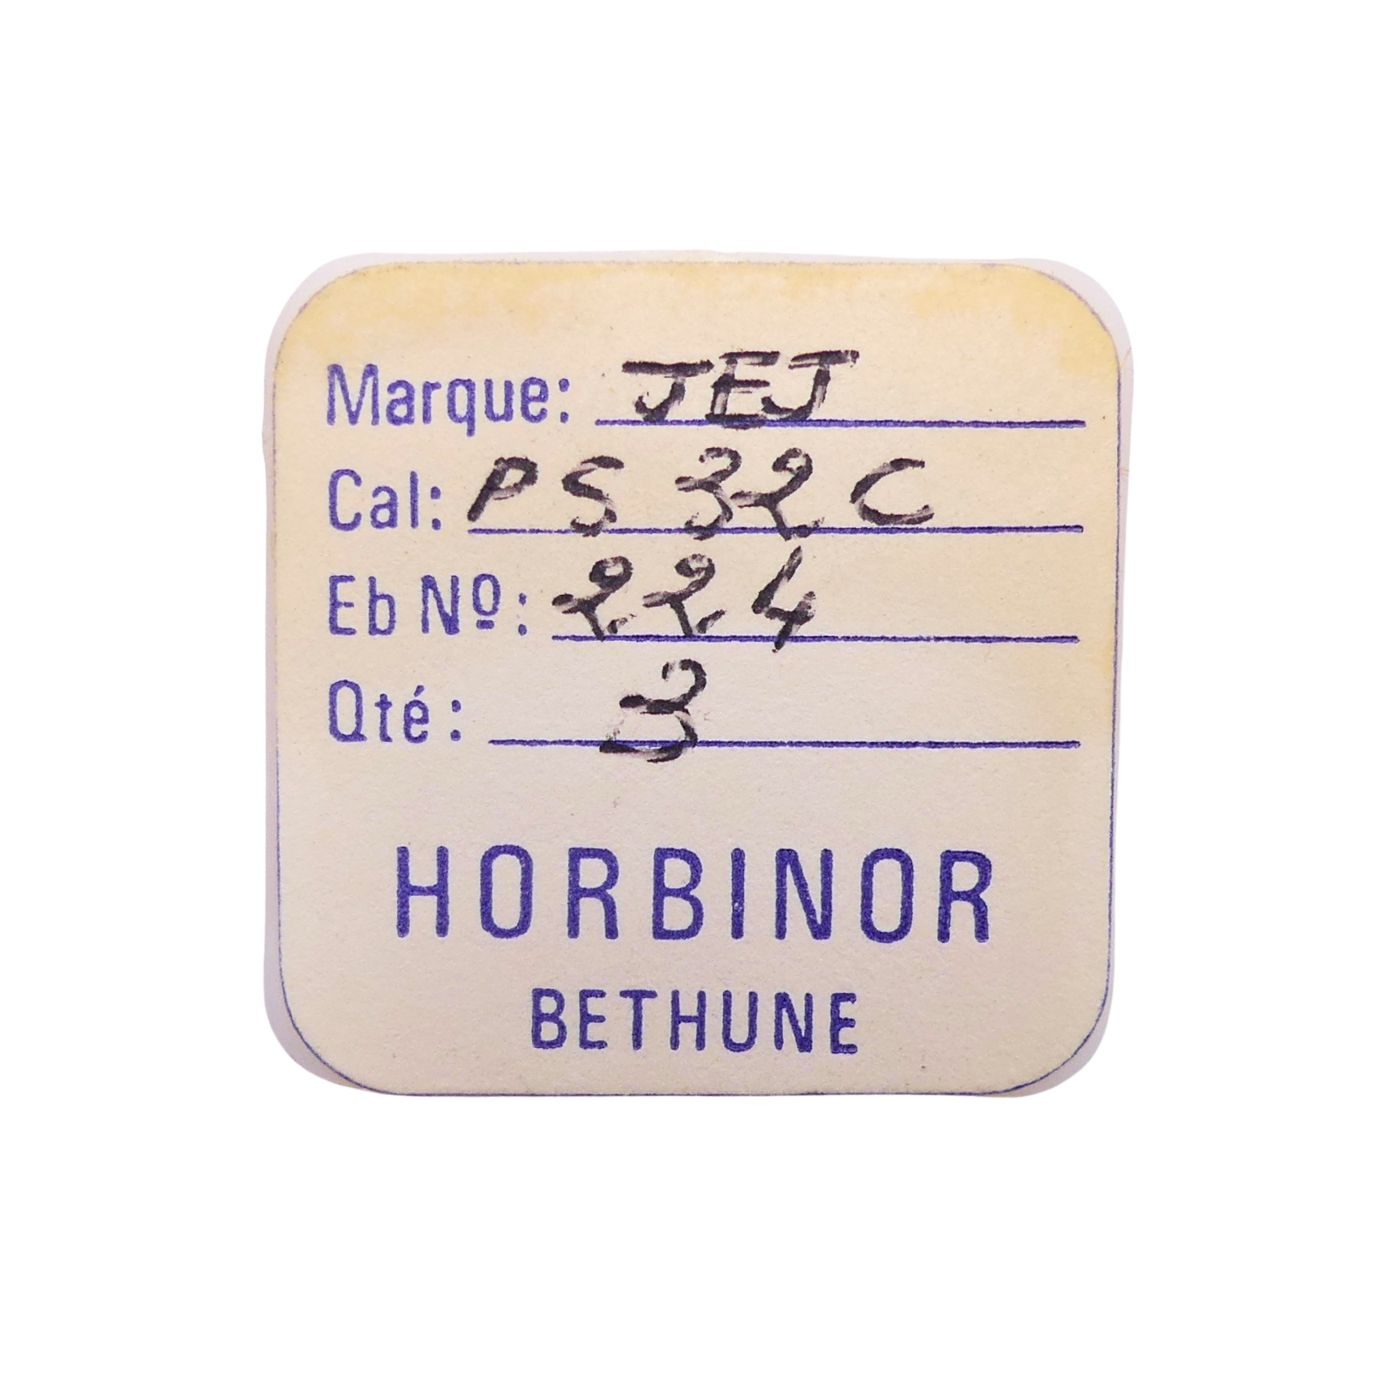 Marque: JEJ
Cal: PS 32 C
Eb Nº: 224
Qté: 3
HORBINOR
BETHUNE